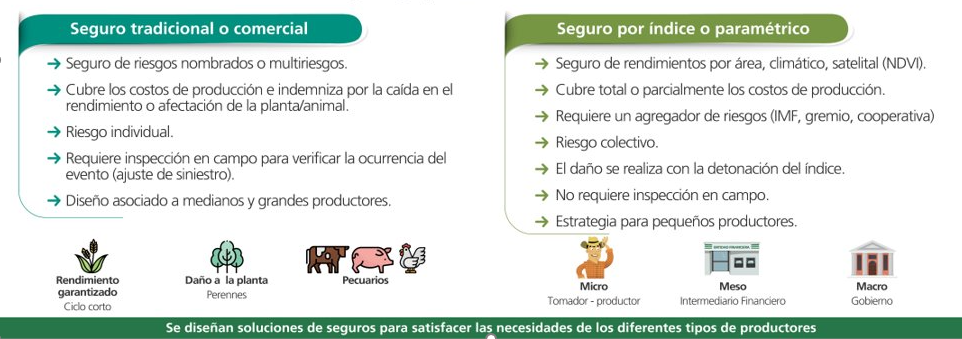 Seguro tradicional o comercial
→ Seguro de riesgos nombrados o multiriesgos.
→ Cubre los costos de producción e indemniza por la caída en el
rendimiento o afectación de la planta/animal.
→ Riesgo individual.
→ Requiere inspección en campo para verificar la ocurrencia del
evento (ajuste de siniestro).
→ Diseño asociado a medianos y grandes productores.
Rendimiento
garantizado
Ciclo corto
Daño a la planta
Perennes
Pecuarios
Seguro por índice o paramétrico
→ Seguro de rendimientos por área, climático, satelital (NDVI).
→ Cubre total o parcialmente los costos de producción.
→ Requiere un agregador de riesgos (IMF, gremio, cooperativa)
→ Riesgo colectivo.
→ El daño se realiza con la detonación del índice.
→ No requiere inspección en campo.
→ Estrategia para pequeños productores.
Micro
Tomador - productor
Meso
Intermediario Financiero
Macro
Gobierno
Se diseñan soluciones de seguros para satisfacer las necesidades de los diferentes tipos de productores